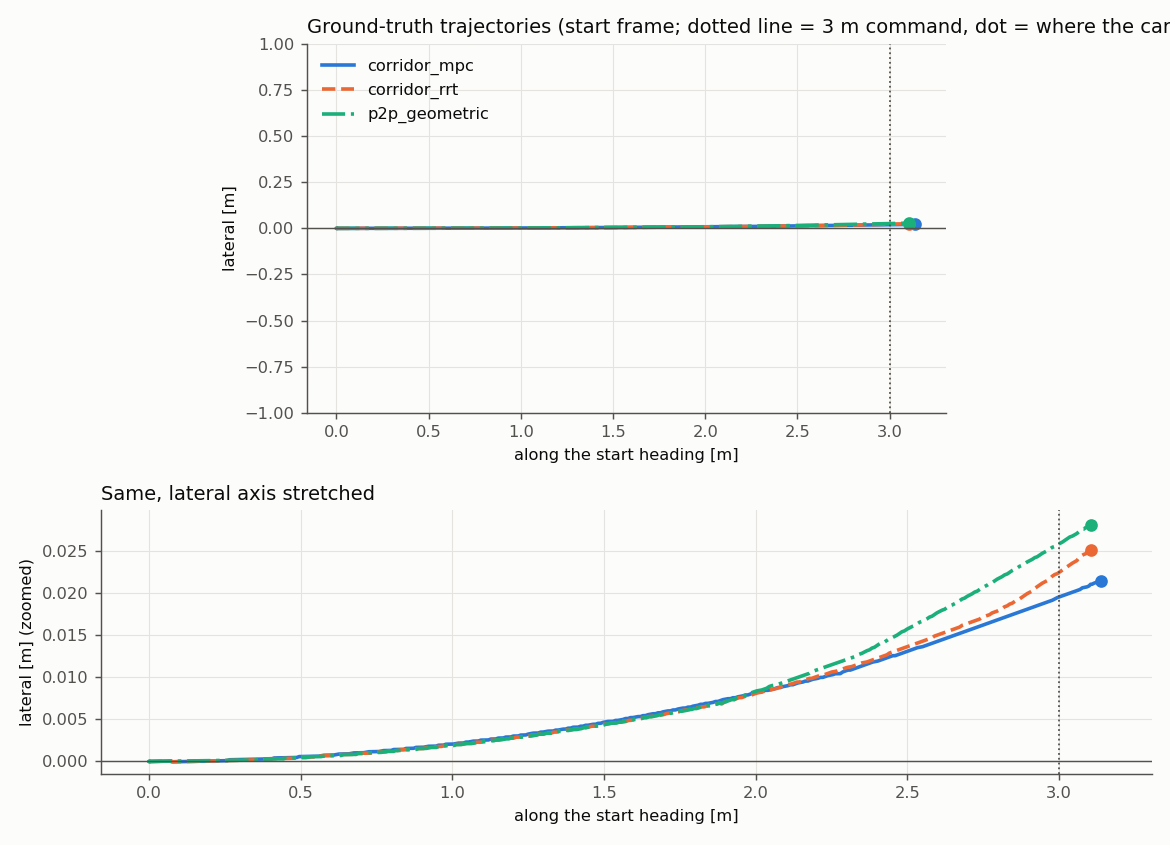 Ground-truth trajectories (start frame; dotted line = 3 m command, dot = where the car
1.00
0.75
0.50
0.25
0.00
−0.25
−0.50
−0.75
−1.00
lateral [m]
corridor_mpc
corridor_rrt
p2p_geometric
0.0 0.5 1.0 1.5 2.0 2.5 3.0
along the start heading [m]
Same, lateral axis stretched
0.025
0.020
0.015
0.010
0.005
0.000
lateral [m] (zoomed)
0.0 0.5 1.0 1.5 2.0 2.5 3.0
along the start heading [m]